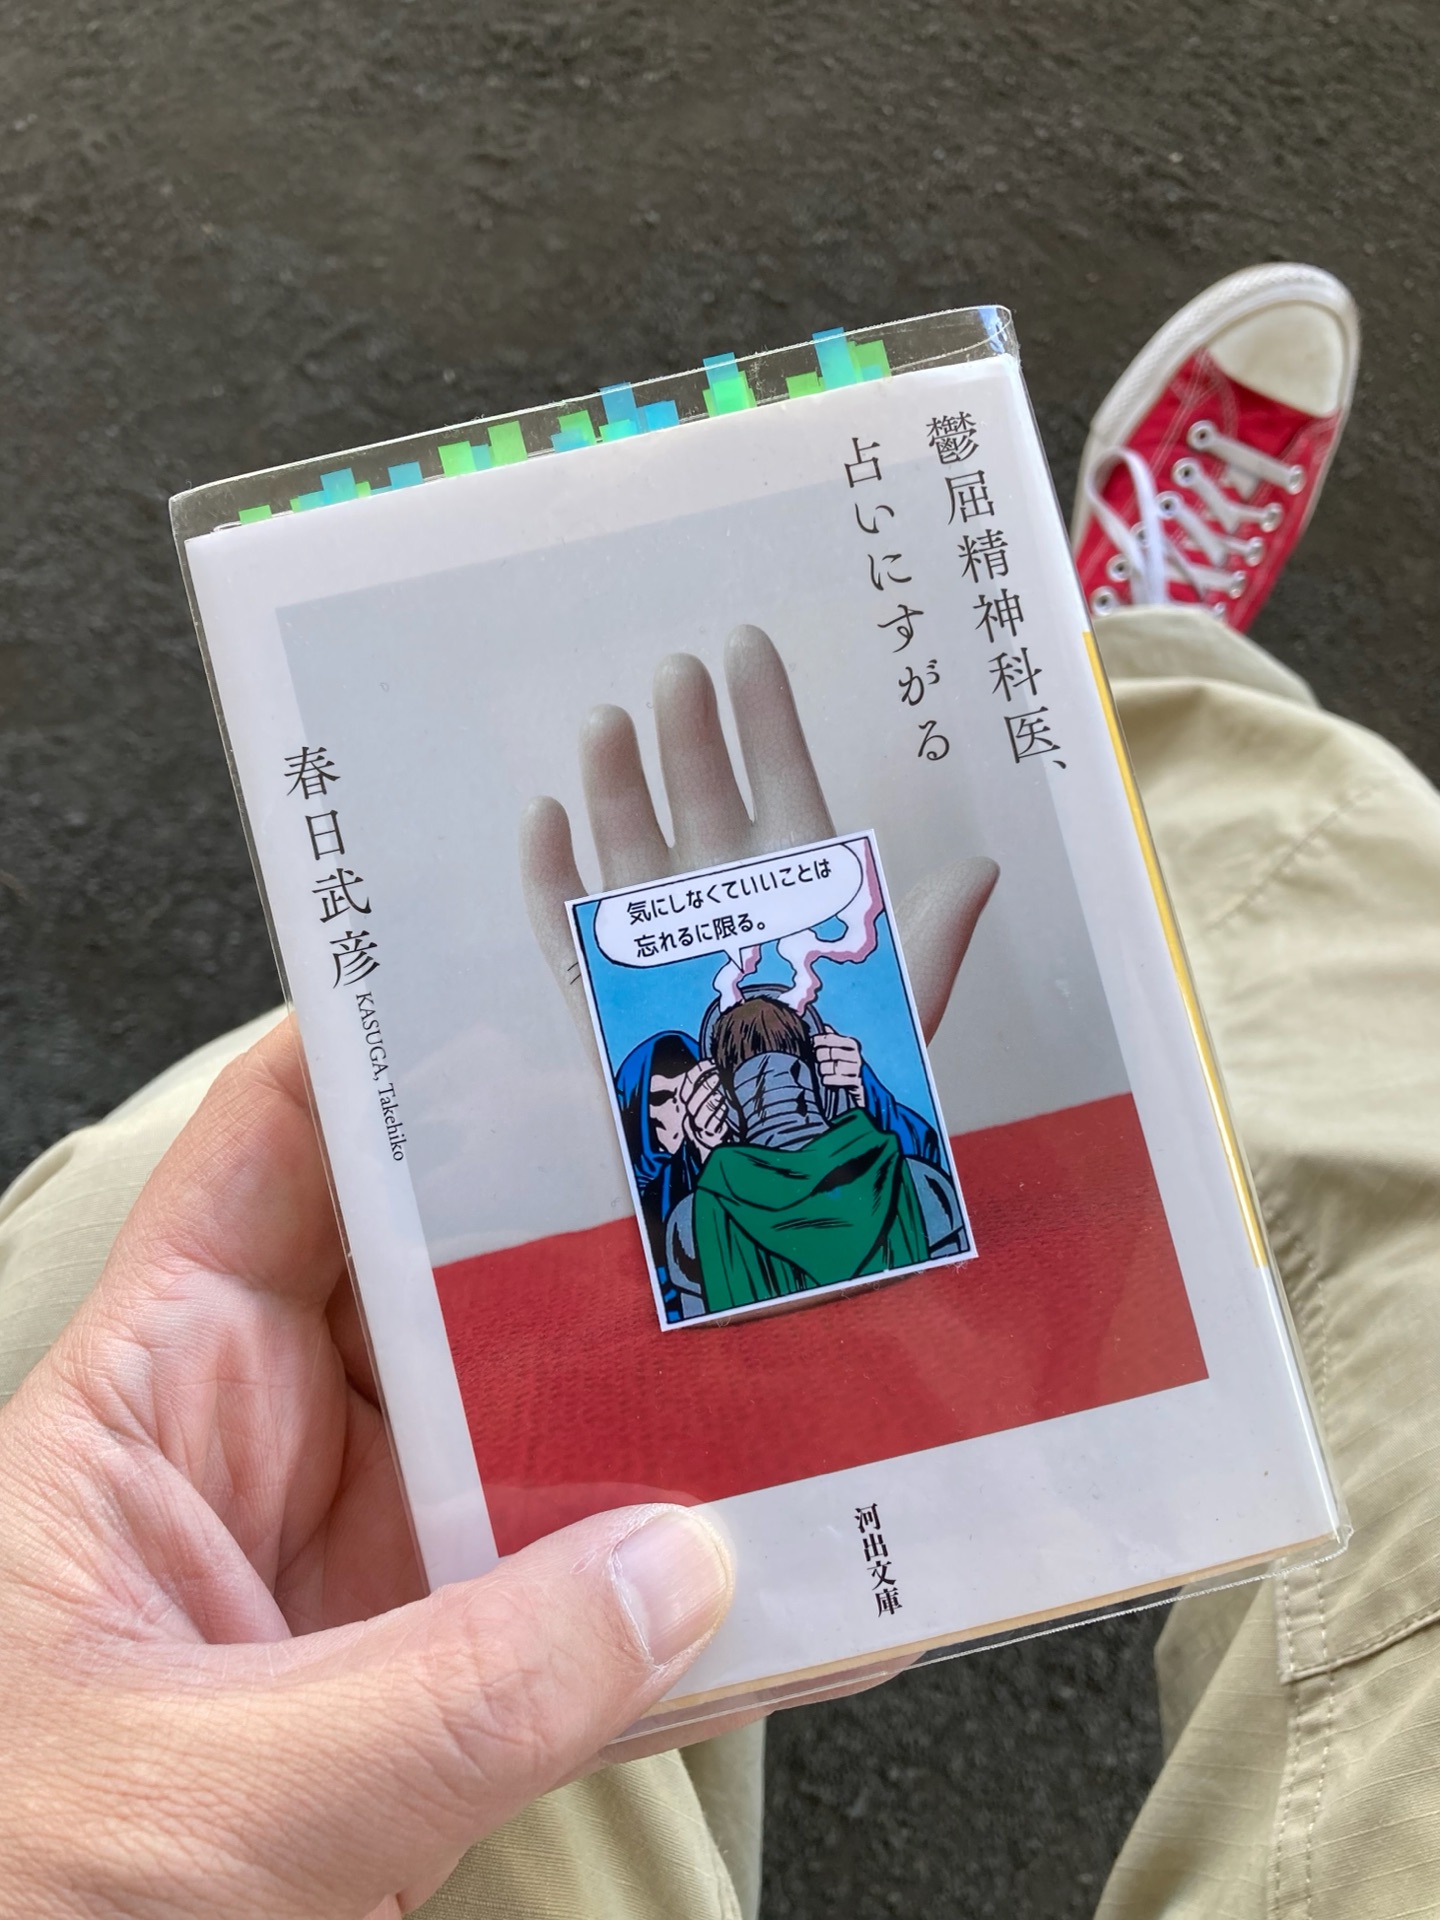 鬱屈精神科医、
占いにすがる
春日武彦
KASUGA, Takehiko
気にしなくていいことは
忘れるに限る。
河出文庫